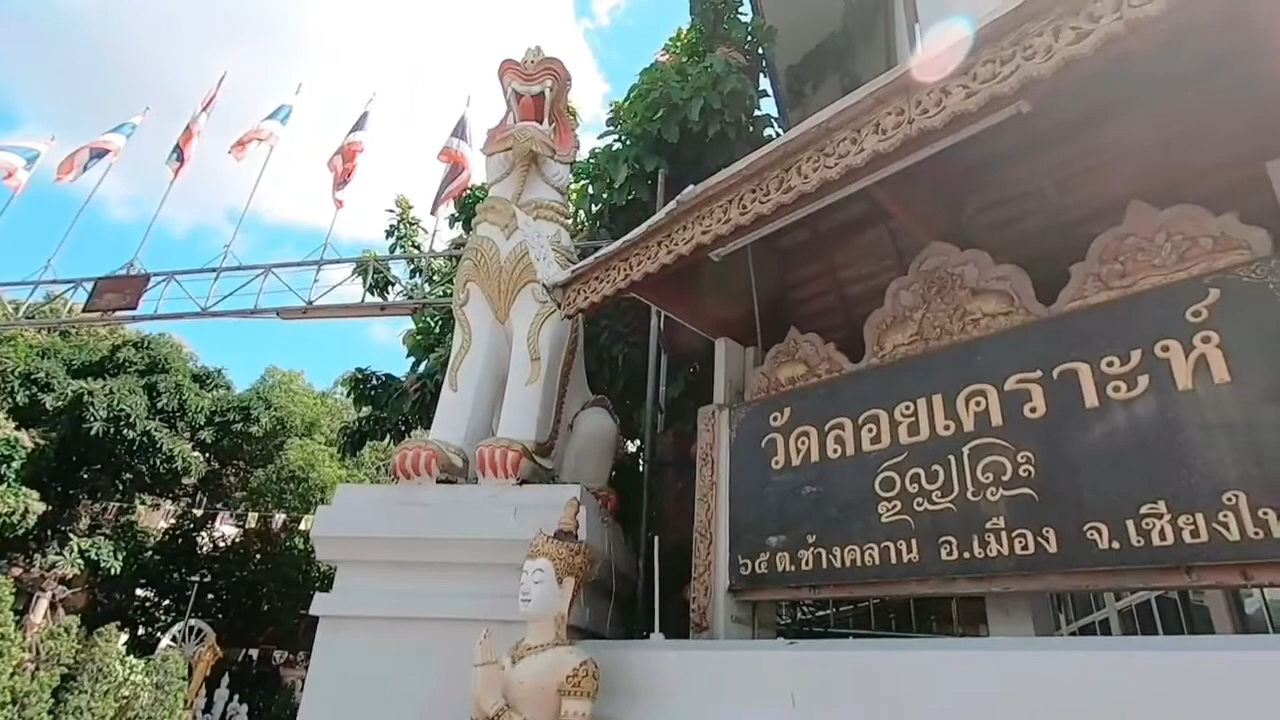 วัดลอยเคราะห์
๖๕ ต.ช้างคลาน อ.เมือง จ.เชียงให